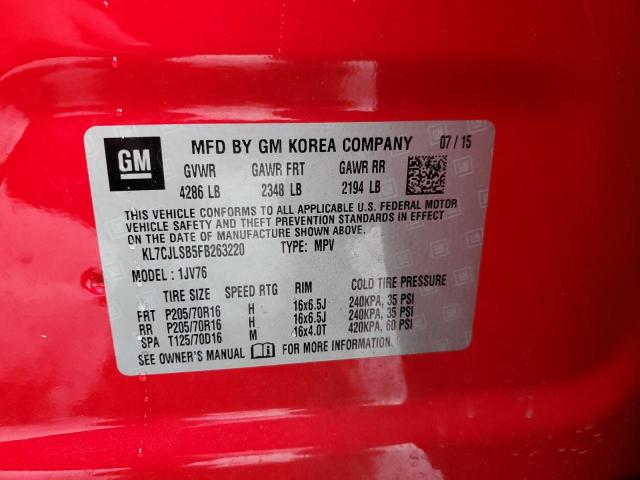 GM
MFD BY GM KOREA COMPANY 07 / 15
GVWR GAWR FRT GAWR RR
4286 LB 2348 LB 2194 LB
THIS VEHICLE CONFORMS TO ALL APPLICABLE U.S. FEDERAL MOTOR
VEHICLE SAFETY AND THEFT PREVENTION STANDARDS IN EFFECT
ON THE DATE OF MANUFACTURE SHOWN ABOVE.
KL7CJLSB5FB263220 TYPE: MPV
MODEL : 1JV76
TIRE SIZE SPEED RTG RIM COLD TIRE PRESSURE
FRT P205/70R16 H 16x6.5J 240KPA, 35 PSI
RR P205/70R16 H 16x6.5J 240KPA, 35 PSI
SPA T125/70D16 M 16x4.0T 420KPA, 60 PSI
SEE OWNER'S MANUAL FOR MORE INFORMATION.